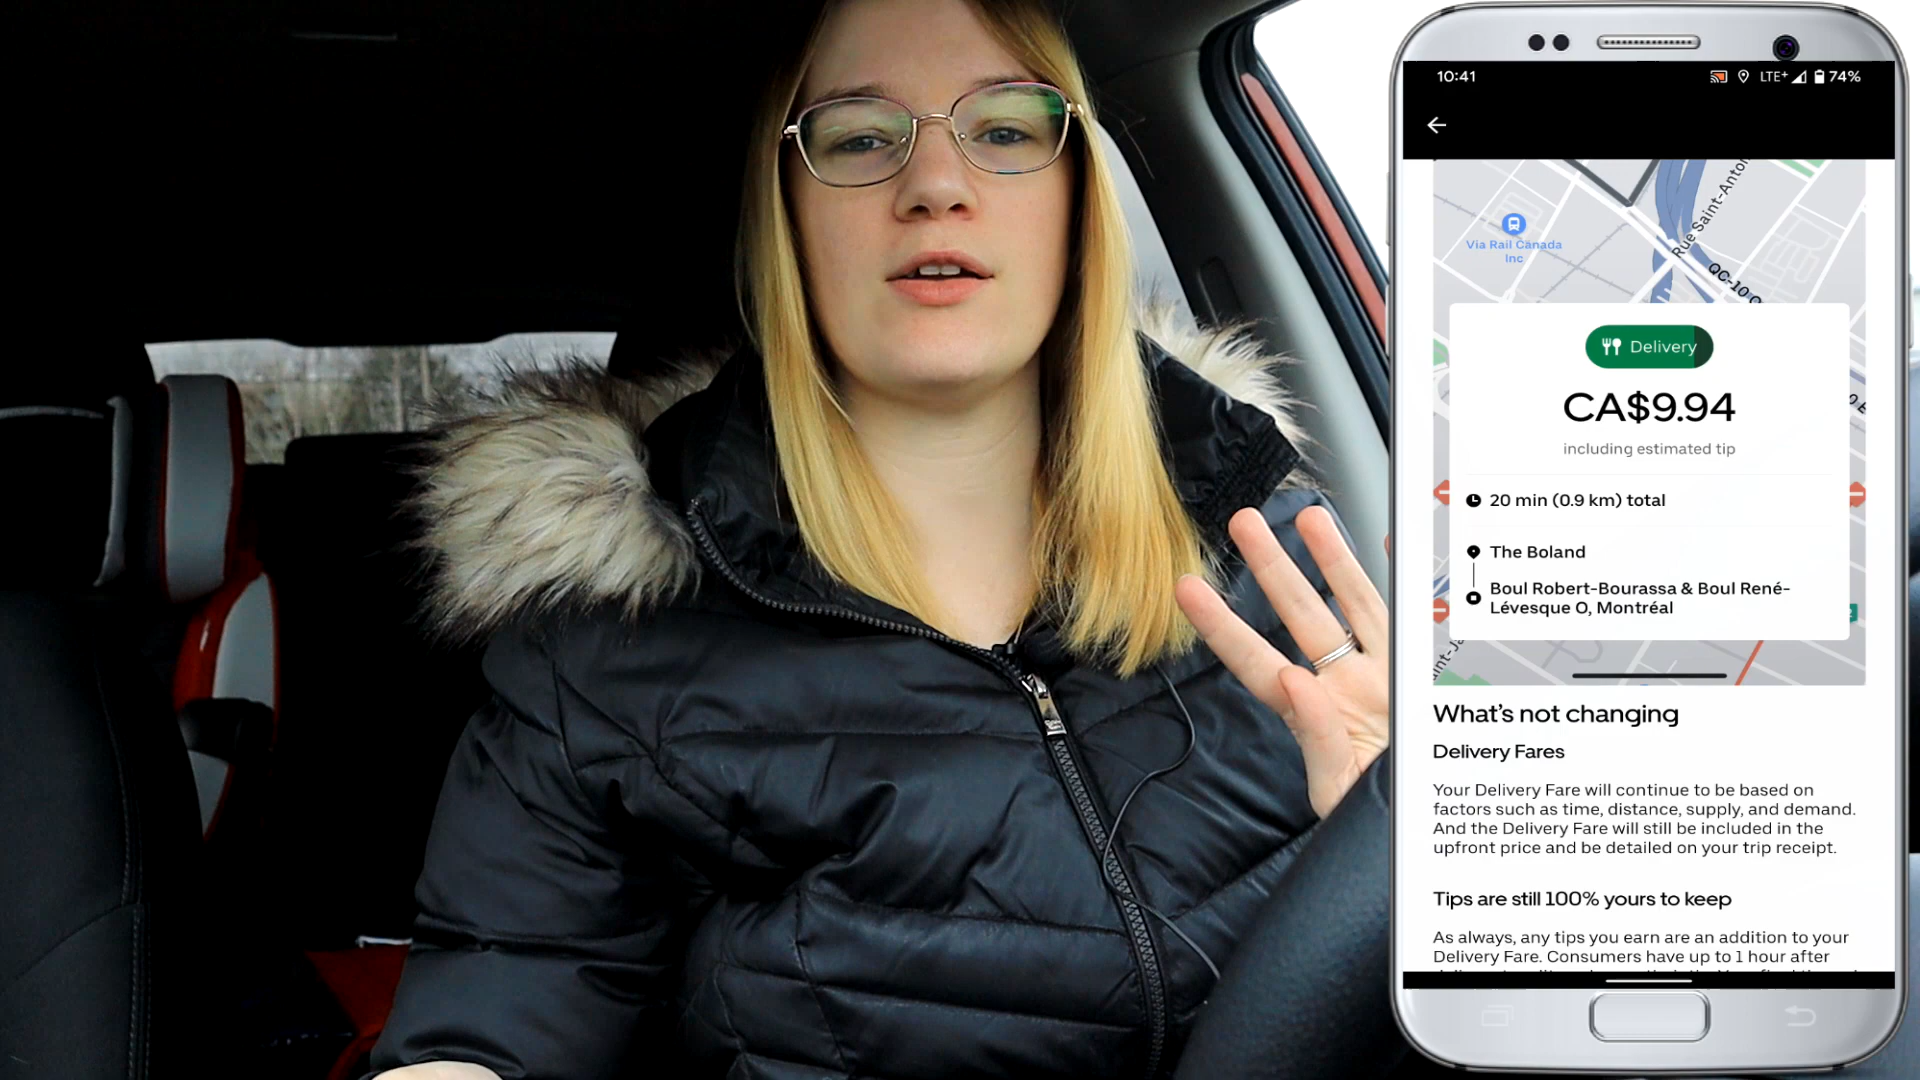 10:41
LTE+ 74%
Rue Saint-Antoi
Via Rail Canada
Inc
QC-10 O
Delivery
CA$9.94
including estimated tip
20 min (0.9 km) total
The Boland
Boul Robert-Bourassa & Boul René-
Lévesque O, Montréal
What's not changing
Delivery Fares
Your Delivery Fare will continue to be based on
factors such as time, distance, supply, and demand.
And the Delivery Fare will still be included in the
upfront price and be detailed on your trip receipt.
Tips are still 100% yours to keep
As always, any tips you earn are an addition to your
Delivery Fare. Consumers have up to 1 hour after